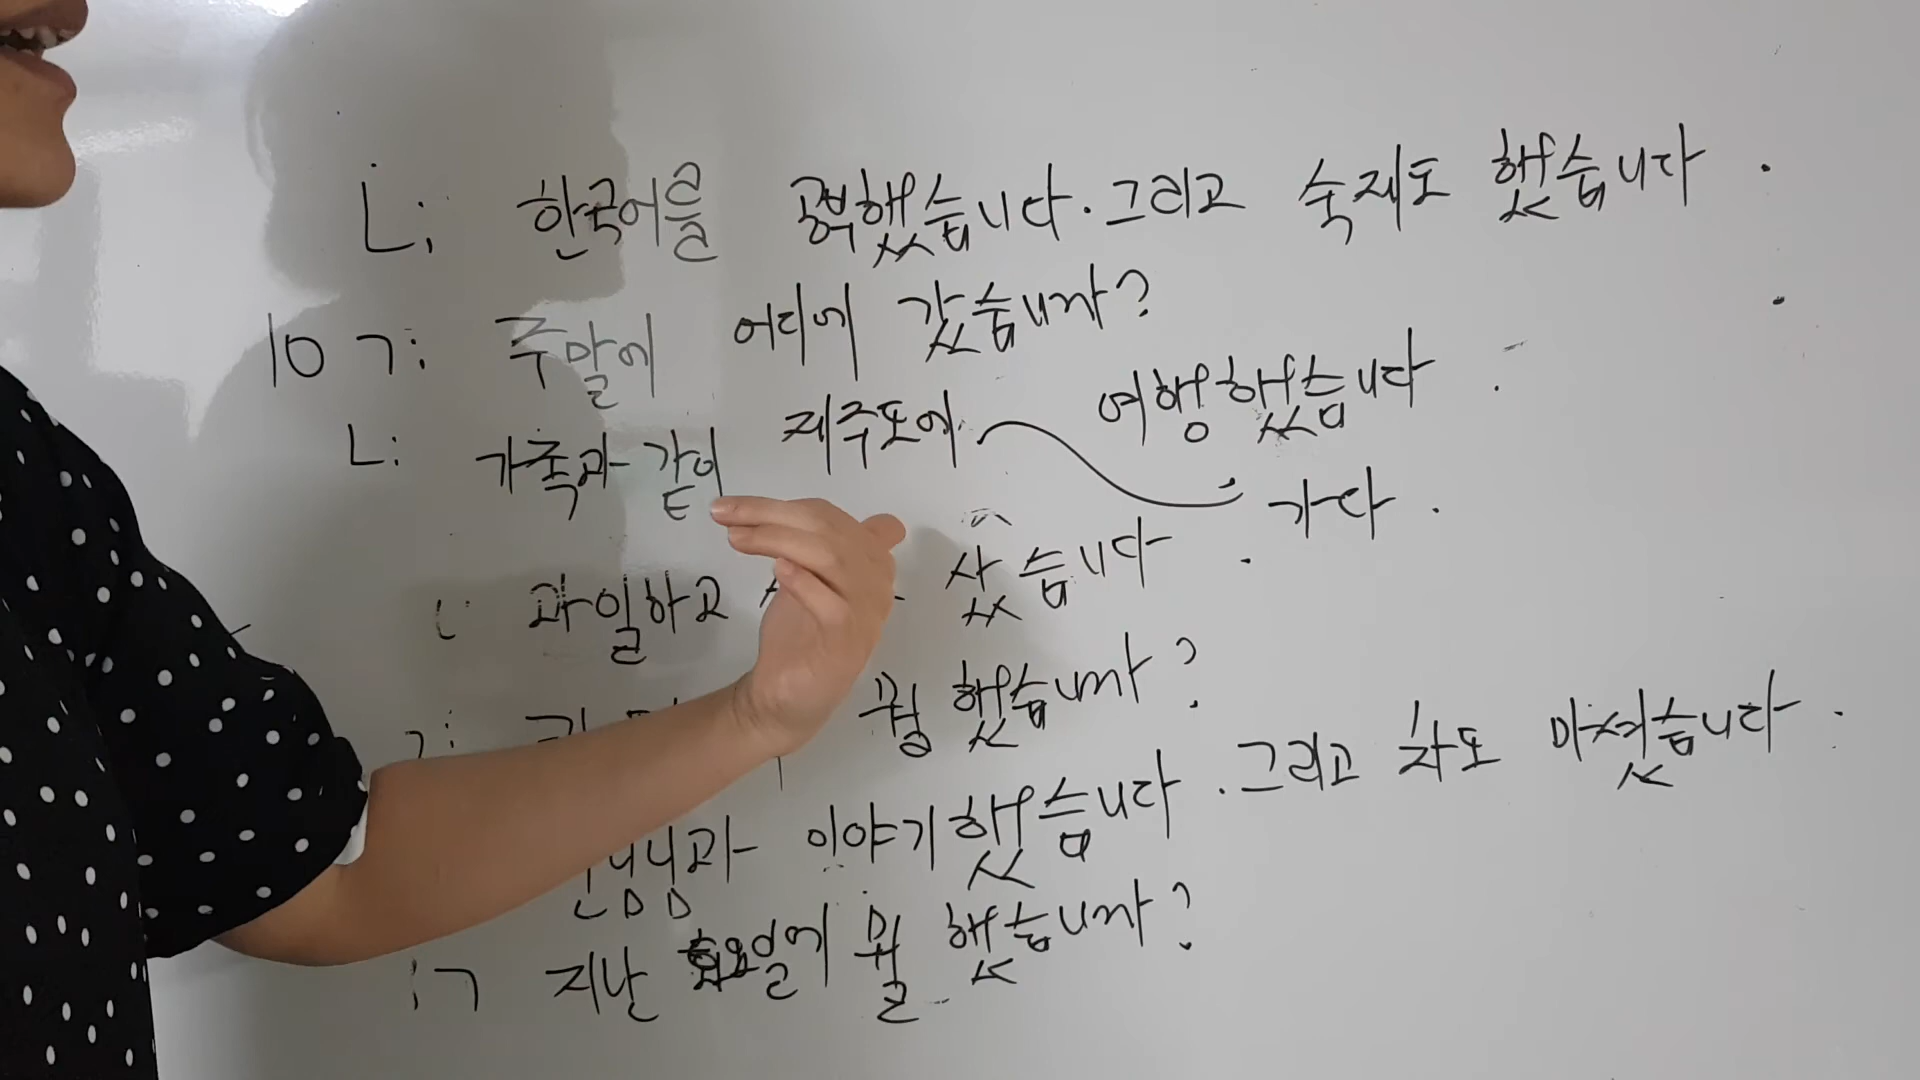 ㄴ: 한국어를 공부했습니다. 그리고 숙제도 했습니다.
10 ㄱ: 주말에 어디에 갔습니까?
ㄴ: 가족과 같이 제주도에 여행했습니다.
가다.
과일하고 샀습니다.
ㄱ: 뭘 했습니까?
님과 이야기했습니다. 그리고 차도 마셨습니다.
ㄱ 지난 일에 뭘 했습니까?